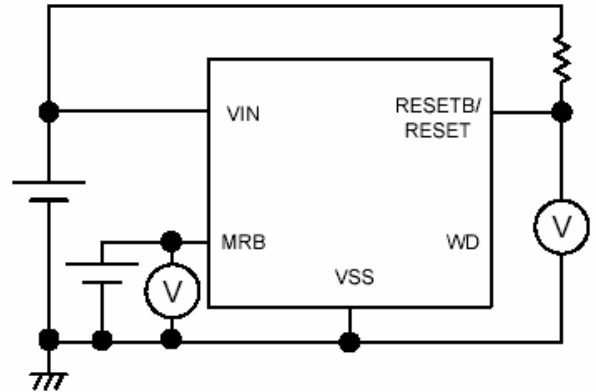 VIN
RESETB/
RESET
MRB
WD
VSS
V
V